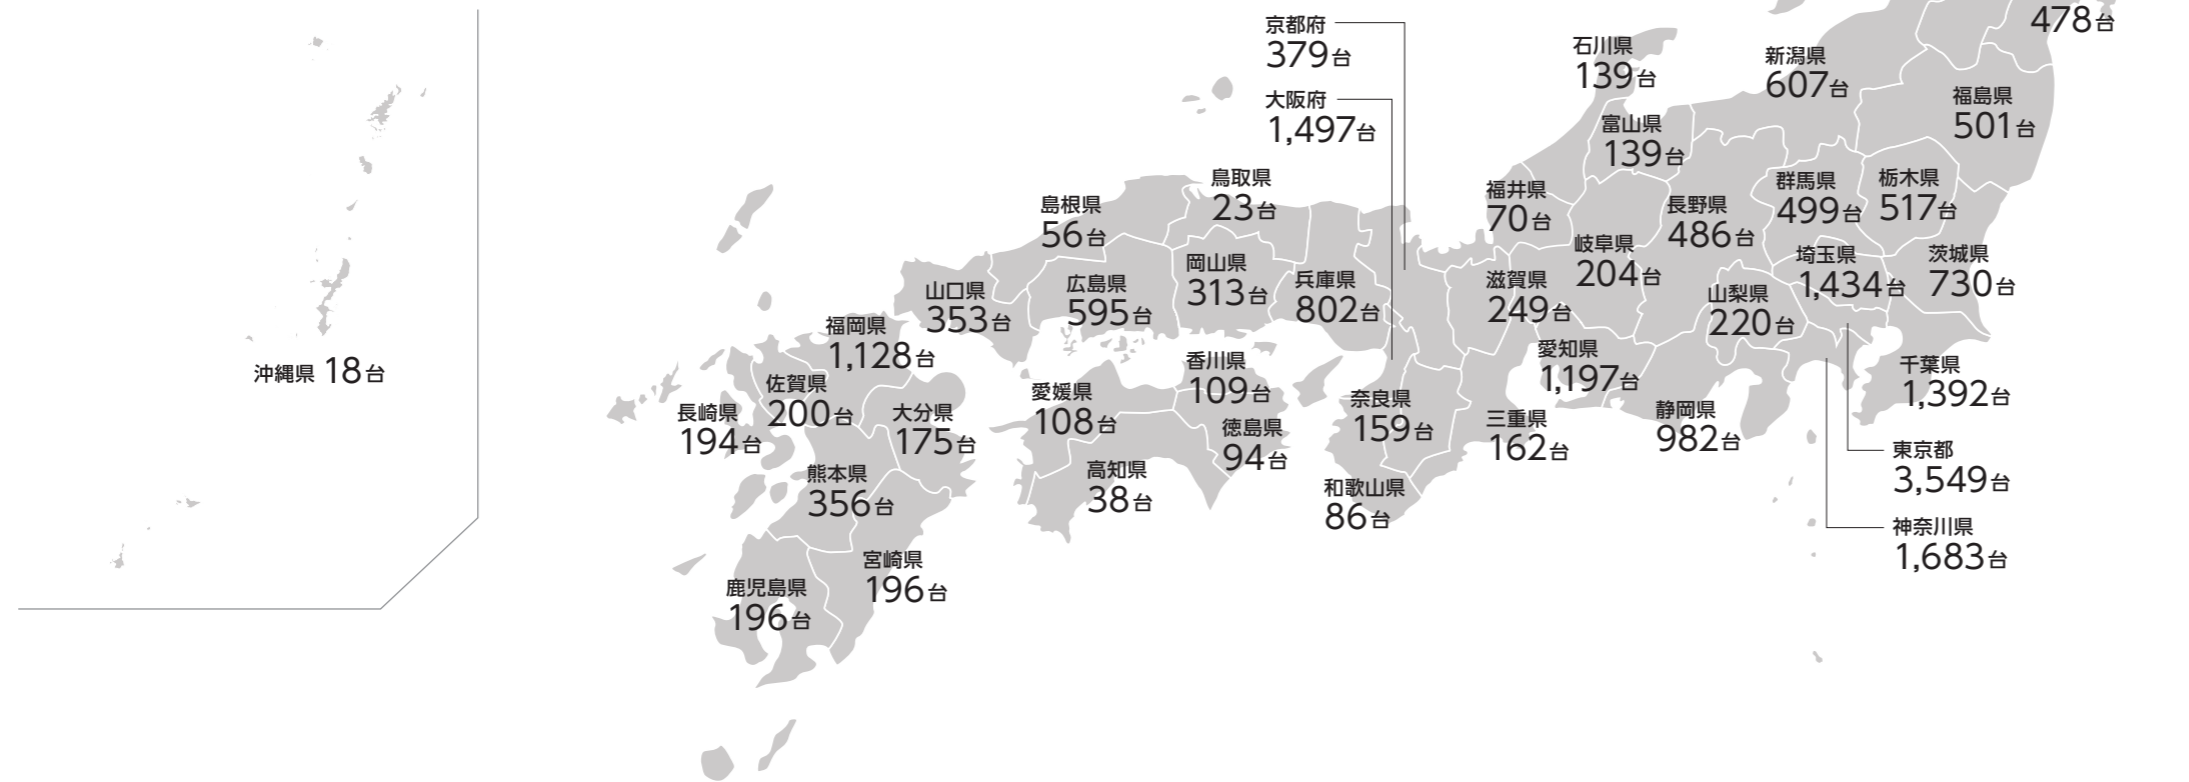 478台
京都府
379台
石川県
139台
新潟県
607台
大阪府
1,497台
福島県
501台
富山県
139台
鳥取県
23台
福井県
70台
群馬県
499台
栃木県
517台
島根県
56台
長野県
486台
岐阜県
204台
埼玉県
1,434台
茨城県
730台
岡山県
313台
兵庫県
802台
滋賀県
249台
広島県
595台
山口県
353台
山梨県
220台
福岡県
1,128台
愛知県
1,197台
香川県
109台
千葉県
1,392台
沖縄県 18台
佐賀県
200台
愛媛県
108台
奈良県
159台
長崎県
194台
大分県
175台
静岡県
982台
三重県
162台
徳島県
94台
東京都
3,549台
高知県
38台
熊本県
356台
和歌山県
86台
神奈川県
1,683台
宮崎県
196台
鹿児島県
196台